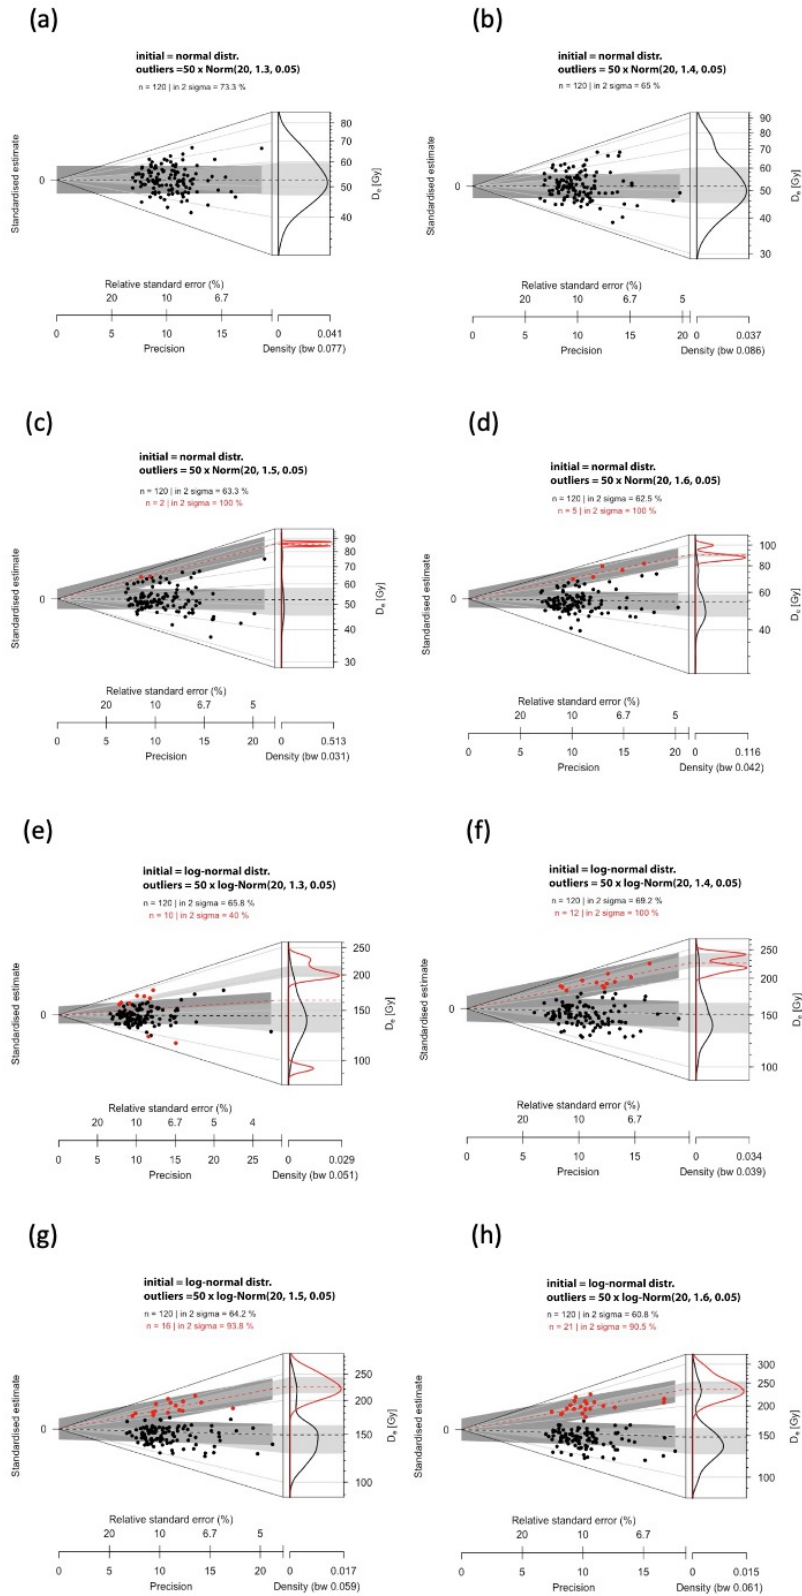 (a)
initial = normal distr.
outliers =50 x Norm(20, 1.3, 0.05)
n = 120 | in 2 sigma = 73.3 %
Standardised estimate
0
80
70
60
50
40
Dₑ [Gy]
Relative standard error (%)
20 10 6.7
0 5 10 15 0 0.041
Precision Density (bw 0.077)
(b)
initial = normal distr.
outliers = 50 x Norm(20, 1.4, 0.05)
n = 120 | in 2 sigma = 65 %
Standardised estimate
0
90
80
70
60
50
40
30
Dₑ [Gy]
Relative standard error (%)
20 10 6.7 5
0 5 10 15 20 0 0.037
Precision Density (bw 0.086)
(c)
initial = normal distr.
outliers = 50 x Norm(20, 1.5, 0.05)
n = 120 | in 2 sigma = 63.3 %
n = 2 | in 2 sigma = 100 %
Standardised estimate
0
90
80
70
60
50
40
30
Dₑ [Gy]
Relative standard error (%)
20 10 6.7 5
0 5 10 15 20 0 0.513
Precision Density (bw 0.031)
(d)
initial = normal distr.
outliers = 50 x Norm(20, 1.6, 0.05)
n = 120 | in 2 sigma = 62.5 %
n = 5 | in 2 sigma = 100 %
Standardised estimate
0
100
80
60
40
Dₑ [Gy]
Relative standard error (%)
20 10 6.7 5
0 5 10 15 20 0 0.116
Precision Density (bw 0.042)
(e)
initial = log-normal distr.
outliers = 50 x log-Norm(20, 1.3, 0.05)
n = 120 | in 2 sigma = 65.8 %
n = 10 | in 2 sigma = 40 %
Standardised estimate
0
250
200
150
100
Dₑ [Gy]
Relative standard error (%)
20 10 6.7 5 4
0 5 10 15 20 25 0 0.029
Precision Density (bw 0.051)
(f)
initial = log-normal distr.
outliers = 50 x log-Norm(20, 1.4, 0.05)
n = 120 | in 2 sigma = 69.2 %
n = 12 | in 2 sigma = 100 %
Standardised estimate
0
250
200
150
100
Dₑ [Gy]
Relative standard error (%)
20 10 6.7
0 5 10 15 0 0.034
Precision Density (bw 0.039)
(g)
initial = log-normal distr.
outliers =50 x log-Norm(20, 1.5, 0.05)
n = 120 | in 2 sigma = 64.2 %
n = 16 | in 2 sigma = 93.8 %
Standardised estimate
0
250
200
150
100
Dₑ [Gy]
Relative standard error (%)
20 10 6.7 5
0 5 10 15 20 0 0.017
Precision Density (bw 0.059)
(h)
initial = log-normal distr.
outliers = 50 x log-Norm(20, 1.6, 0.05)
n = 120 | in 2 sigma = 60.8 %
n = 21 | in 2 sigma = 90.5 %
Standardised estimate
0
300
250
200
150
100
Dₑ [Gy]
Relative standard error (%)
20 10 6.7
0 5 10 15 0 0.015
Precision Density (bw 0.061)